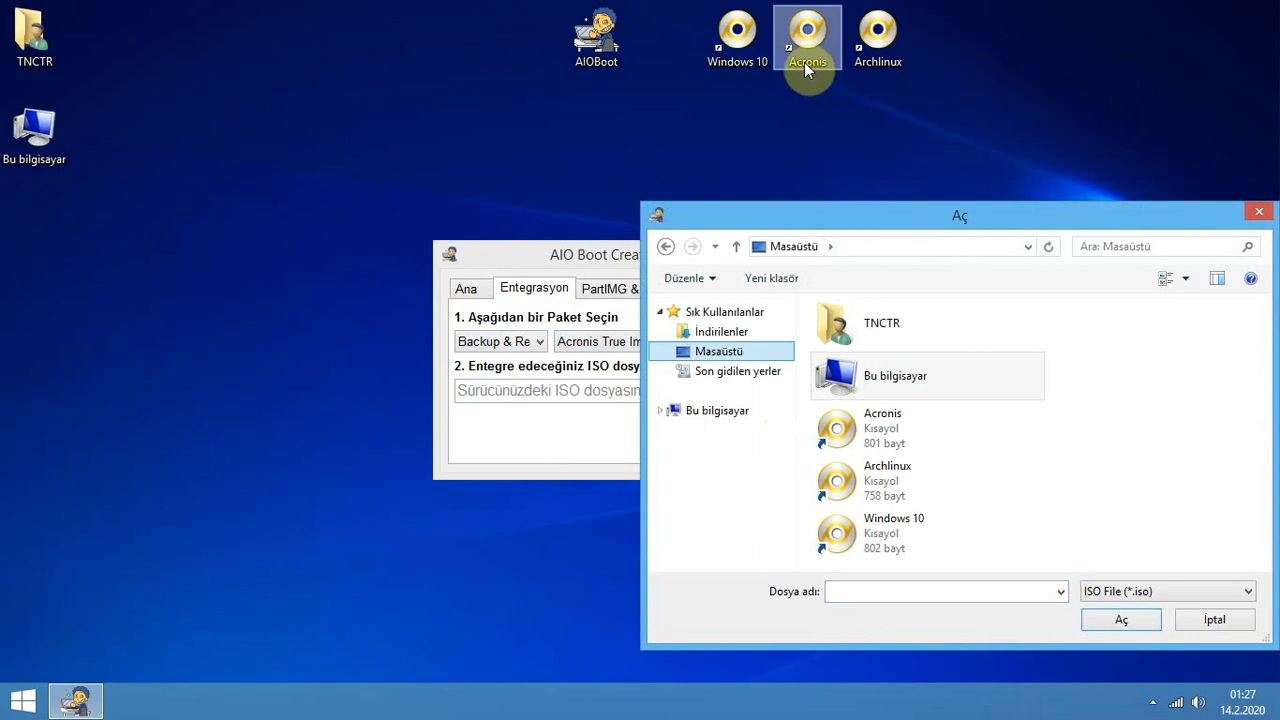 TNCTR
AIOBoot
Windows 10
Acronis
Archlinux
Bu bilgisayar
AIO Boot Crea
Ana
Entegrasyon
PartIMG &
1. Aşağıdan bir Paket Seçin
Backup & Re
Acronis True Im
2. Entegre edeceğiniz ISO dosy
Sürücünüzdeki ISO dosyasın
Aç
Masaüstü
Ara: Masaüstü
Düzenle
Yeni klasör
Sık Kullanılanlar
İndirilenler
Masaüstü
Son gidilen yerler
Bu bilgisayar
TNCTR
Bu bilgisayar
Acronis
Kısayol
801 bayt
Archlinux
Kısayol
758 bayt
Windows 10
Kısayol
802 bayt
Dosya adı:
ISO File (*.iso)
Aç
İptal
01:27
14.2.2020